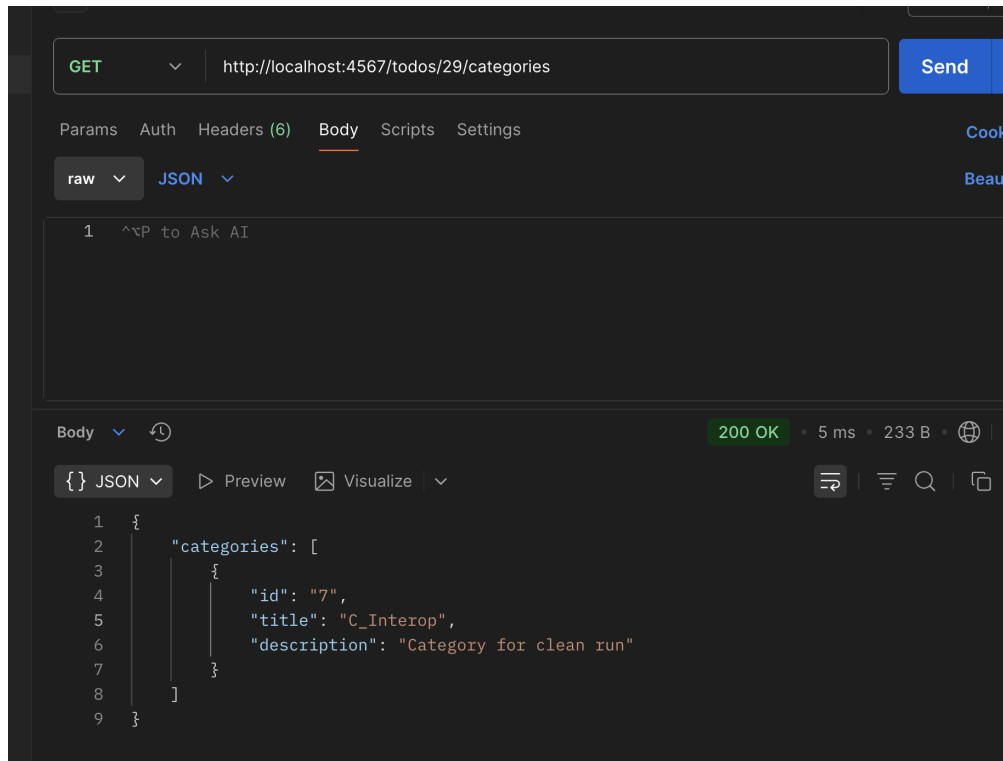 GET http://localhost:4567/todos/29/categories Send
Params Auth Headers (6) Body Scripts Settings Cook
raw JSON Beau
1 ^⌥P to Ask AI
Body 200 OK • 5 ms • 233 B •
{} JSON Preview Visualize
1 {
2 "categories": [
3 {
4 "id": "7",
5 "title": "C_Interop",
6 "description": "Category for clean run"
7 }
8 ]
9 }